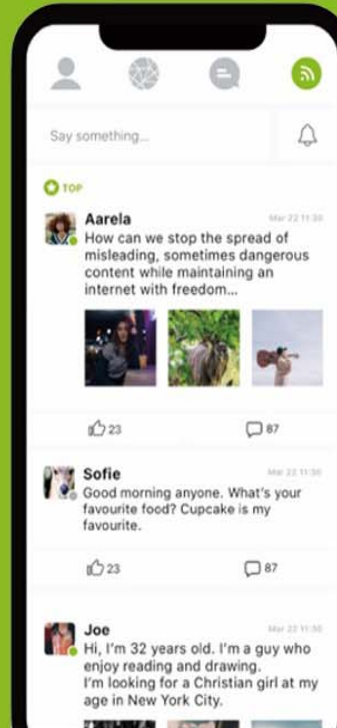 Say something...
TOP
Aarela
Mar 22 11:30
How can we stop the spread of
misleading, sometimes dangerous
content while maintaining an
internet with freedom...
23
87
Sofie
Mar 22 11:30
Good morning anyone. What's your
favourite food? Cupcake is my
favourite.
23
87
Joe
Mar 22 11:30
Hi, I'm 32 years old. I'm a guy who
enjoy reading and drawing.
I'm looking for a Christian girl at my
age in New York City.